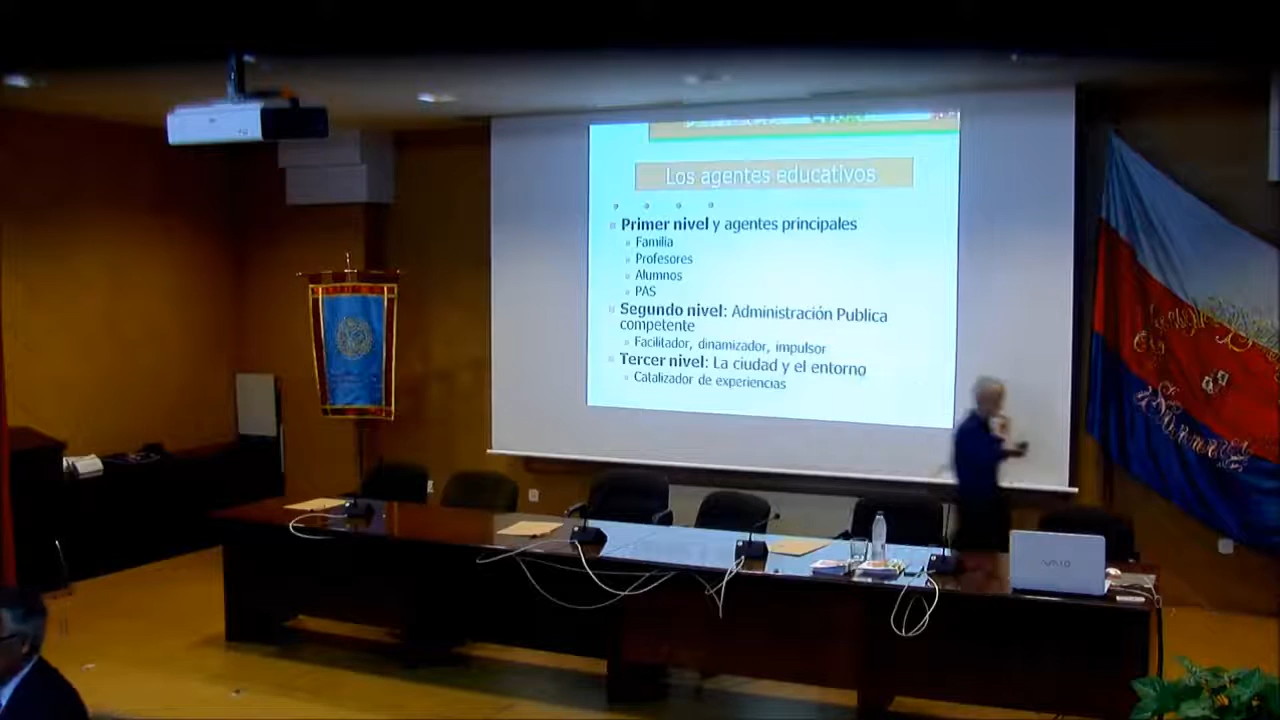 Los agentes educativos
Primer nivel y agentes principales
Familia
Profesores
Alumnos
PAS
Segundo nivel: Administración Publica
competente
Facilitador, dinamizador, impulsor
Tercer nivel: La ciudad y el entorno
Catalizador de experiencias
VAIO